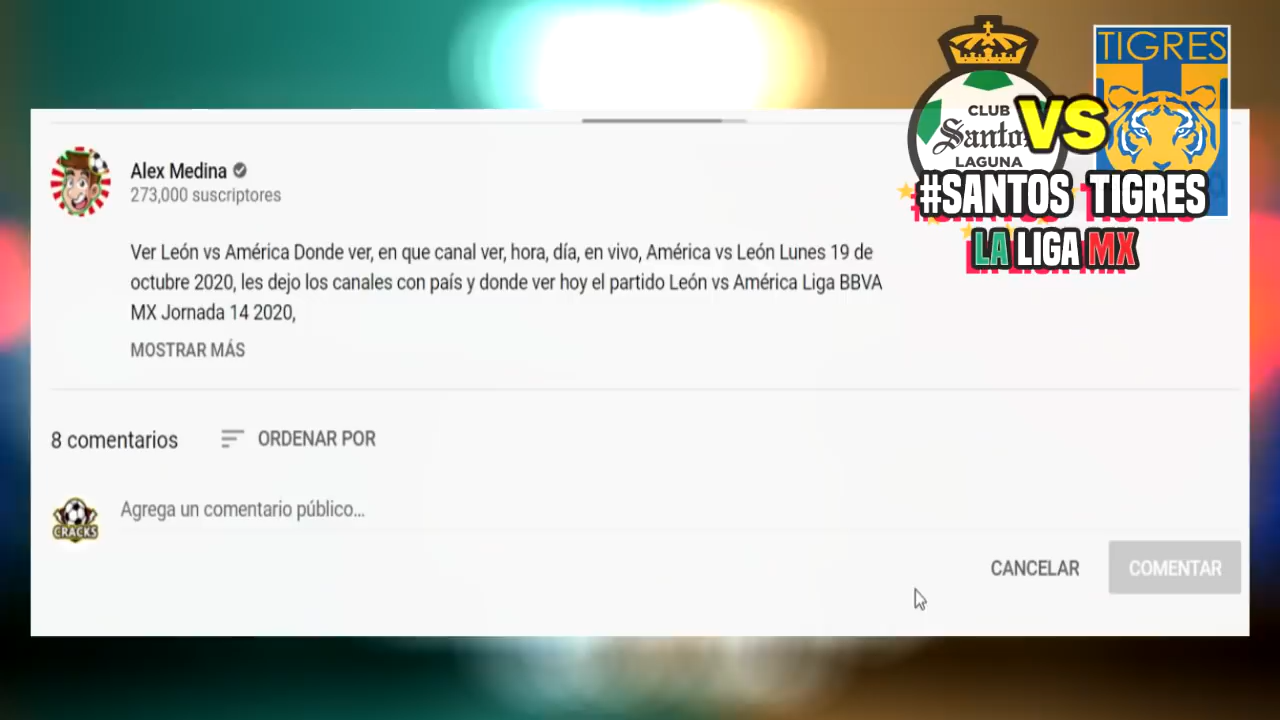 TIGRES
CLUB
Santos
LAGUNA
VS
#SANTOS TIGRES
LA LIGA MX
Alex Medina
273,000 suscriptores
Ver León vs América Donde ver, en que canal ver, hora, día, en vivo, América vs León Lunes 19 de
octubre 2020, les dejo los canales con país y donde ver hoy el partido León vs América Liga BBVA
MX Jornada 14 2020,
MOSTRAR MÁS
8 comentarios
ORDENAR POR
CRACKS
Agrega un comentario público...
CANCELAR
COMENTAR